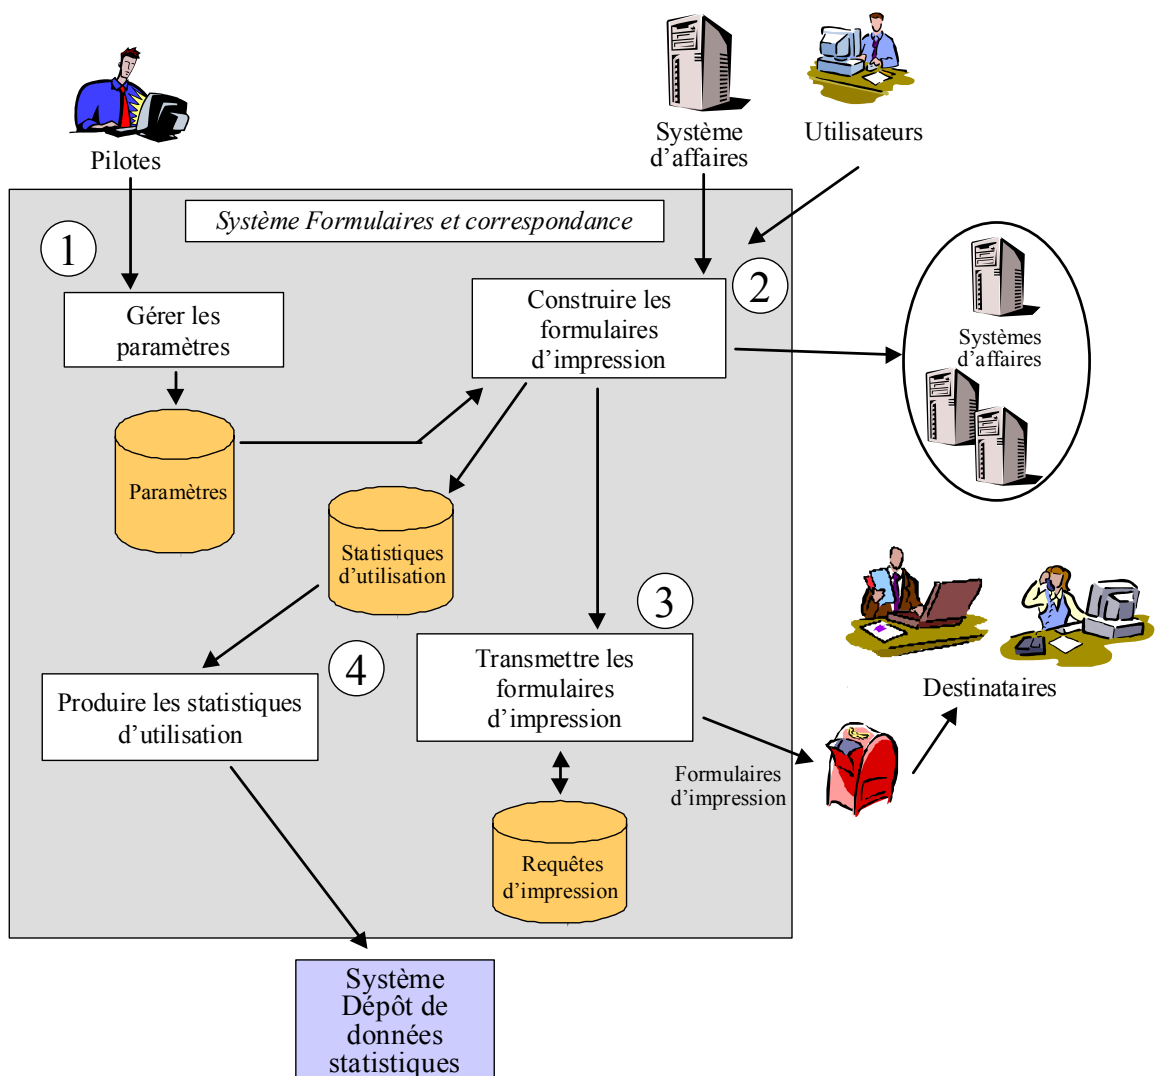 Pilotes
Système
d’affaires
Utilisateurs
Système Formulaires et correspondance
1
2
Gérer les
paramètres
Construire les
formulaires
d’impression
Systèmes
d’affaires
Paramètres
Statistiques
d’utilisation
3
4
Transmettre les
formulaires
d’impression
Produire les statistiques
d’utilisation
Destinataires
Formulaires
d’impression
Requêtes
d’impression
Système
Dépôt de
données
statistiques